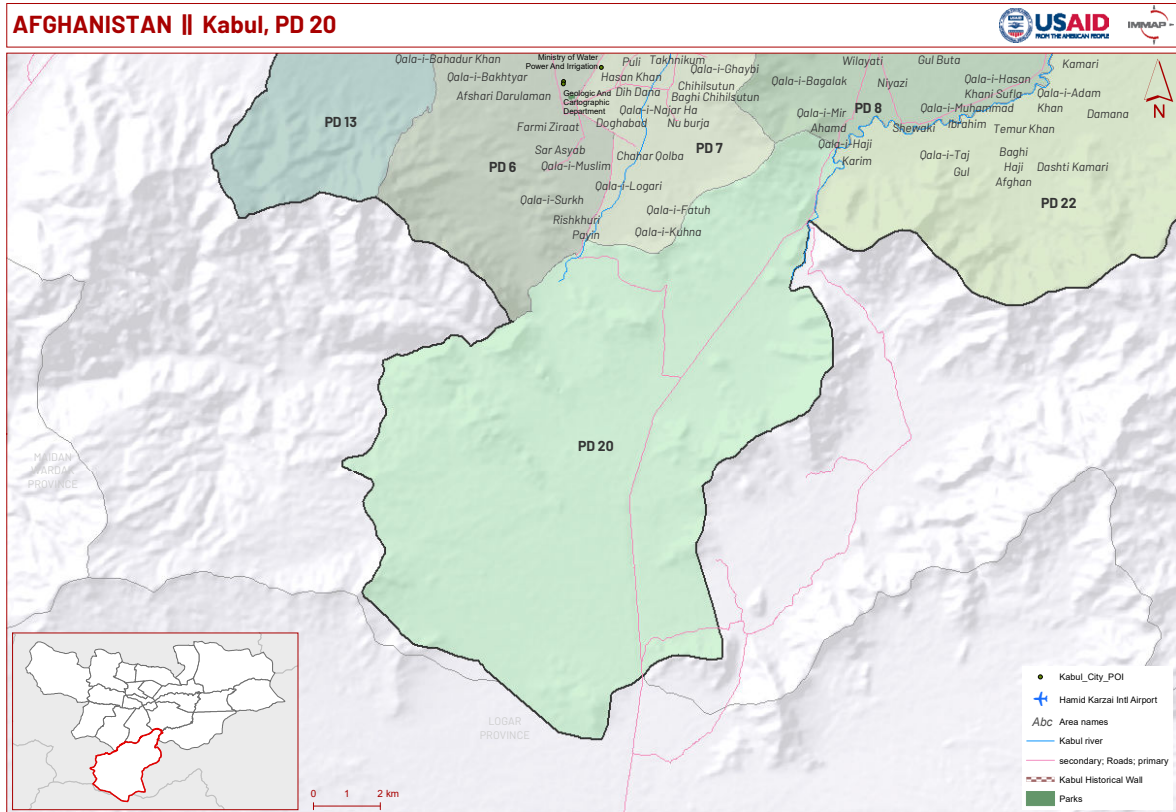 AFGHANISTAN || Kabul, PD 20
USAID
FROM THE AMERICAN PEOPLE
IMMAP
Qala-i-Bahadur Khan
Ministry of Water
Power And Irrigation
Puli
Hasan Khan
Takhnikum
Qala-i-Ghaybi
Qala-i-Bakhtyar
Afshari Darulaman
Geologic And
Cartographic
Department
Dih Dana
Chihilsutun
Baghi Chihilsutun
Qala-i-Najar Ha
Farmi Ziraat
Doghabad
Nu burja
Sar Asyab
Qala-i-Muslim
Chahar Qolba
Qala-i-Logari
Qala-i-Surkh
Rishkhuri
Payin
Qala-i-Fatuh
Qala-i-Kuhna
Wilayati
Gul Buta
Kamari
Qala-i-Bagalak
Niyazi
Qala-i-Hasan
Khani Sufla
Qala-i-Adam
Khan
Qala-i-Mir
Ahamd
Qala-i-Muhammad
Ibrahim
Damana
Shewaki
Temur Khan
Qala-i-Haji
Karim
Qala-i-Taj
Gul
Baghi
Haji
Afghan
Dashti Kamari
PD 13
PD 6
PD 7
PD 8
PD 22
PD 20
N
MAIDAN
WARDAK
PROVINCE
LOGAR
PROVINCE
0 1 2 km
Kabul_City_POI
Hamid Karzai Intl Airport
Abc Area names
Kabul river
secondary; Roads; primary
Kabul Historical Wall
Parks